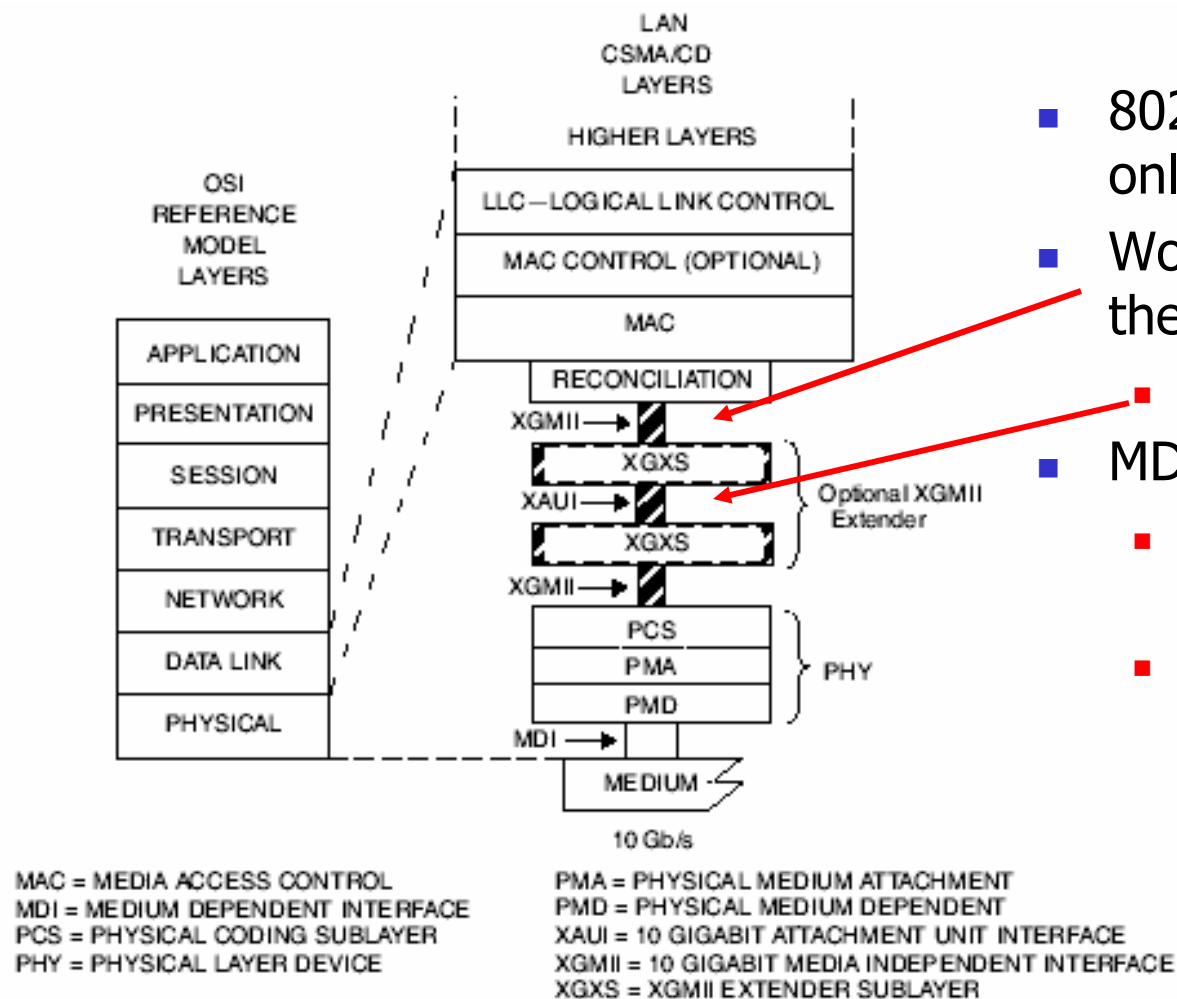 LAN
CSMA/CD
LAYERS
HIGHER LAYERS
LLC—LOGICAL LINK CONTROL
MAC CONTROL (OPTIONAL)
MAC
RECONCILIATION
XGMII
XGXS
XAUI
XGXS
Optional XGMII
Extender
XGMII
PCS
PMA
PMD
PHY
MDI
MEDIUM
10 Gb/s
OSI
REFERENCE
MODEL
LAYERS
APPLICATION
PRESENTATION
SESSION
TRANSPORT
NETWORK
DATA LINK
PHYSICAL
MAC = MEDIA ACCESS CONTROL
MDI = MEDIUM DEPENDENT INTERFACE
PCS = PHYSICAL CODING SUBLAYER
PHY = PHYSICAL LAYER DEVICE
PMA = PHYSICAL MEDIUM ATTACHMENT
PMD = PHYSICAL MEDIUM DEPENDENT
XAUI = 10 GIGABIT ATTACHMENT UNIT INTERFACE
XGMII = 10 GIGABIT MEDIA INDEPENDENT INTERFACE
XGXS = XGMII EXTENDER SUBLAYER
the